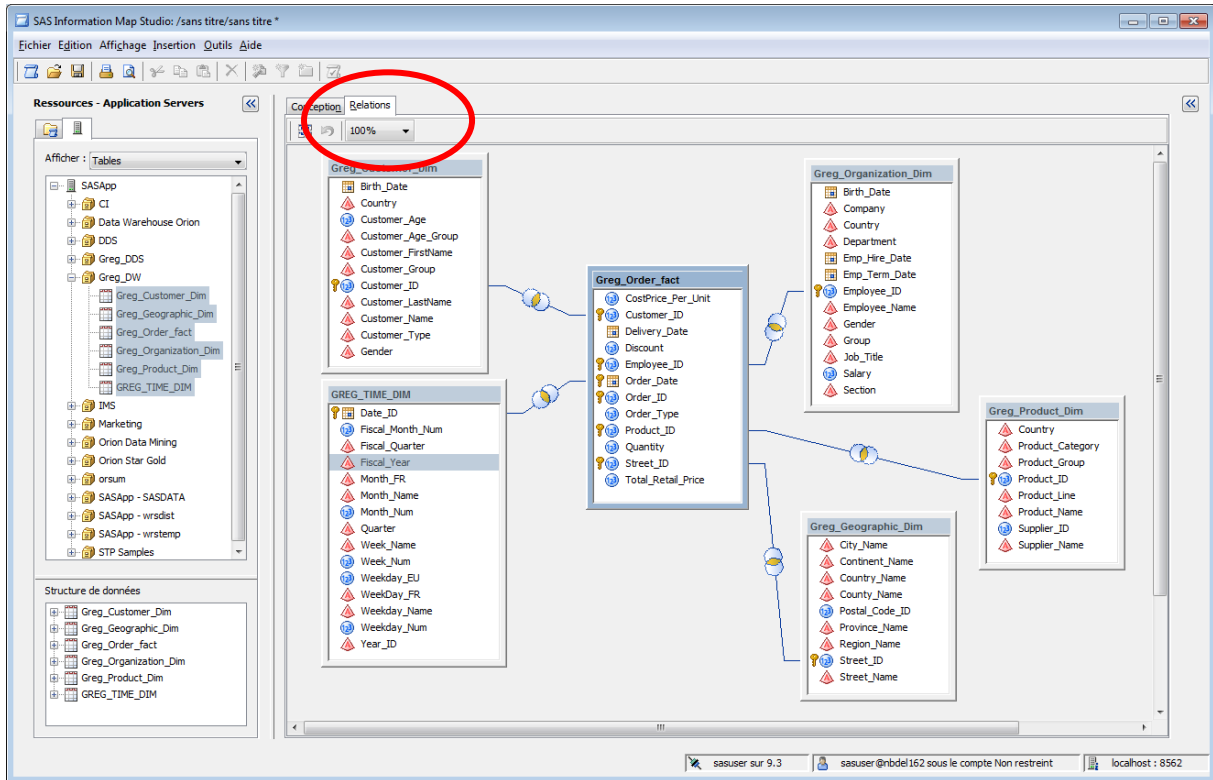 SAS Information Map Studio: /sans titre/sans titre *
Fichier Edition Affichage Insertion Outils Aide
Ressources - Application Servers
Afficher : Tables
SASApp
CI
Data Warehouse Orion
DDS
Greg_DDS
Greg_DW
Greg_Customer_Dim
Greg_Geographic_Dim
Greg_Order_fact
Greg_Organization_Dim
Greg_Product_Dim
GREG_TIME_DIM
IMS
Marketing
Orion Data Mining
Orion Star Gold
orsum
SASApp - SASDATA
SASApp - wrsdist
SASApp - wrstemp
STP Samples
Structure de données
Greg_Customer_Dim
Greg_Geographic_Dim
Greg_Order_fact
Greg_Organization_Dim
Greg_Product_Dim
GREG_TIME_DIM
Conception Relations
100%
Greg_Customer_Dim
Birth_Date
Country
Customer_Age
Customer_Age_Group
Customer_FirstName
Customer_Group
Customer_ID
Customer_LastName
Customer_Name
Customer_Type
Gender
GREG_TIME_DIM
Date_ID
Fiscal_Month_Num
Fiscal_Quarter
Fiscal_Year
Month_FR
Month_Name
Month_Num
Quarter
Week_Name
Week_Num
Weekday_EU
WeekDay_FR
Weekday_Name
Weekday_Num
Year_ID
Greg_Order_fact
CostPrice_Per_Unit
Customer_ID
Delivery_Date
Discount
Employee_ID
Order_Date
Order_ID
Order_Type
Product_ID
Quantity
Street_ID
Total_Retail_Price
Greg_Organization_Dim
Birth_Date
Company
Country
Department
Emp_Hire_Date
Emp_Term_Date
Employee_ID
Employee_Name
Gender
Group
Job_Title
Salary
Section
Greg_Product_Dim
Country
Product_Category
Product_Group
Product_ID
Product_Line
Product_Name
Supplier_ID
Supplier_Name
Greg_Geographic_Dim
City_Name
Continent_Name
Country_Name
County_Name
Postal_Code_ID
Province_Name
Region_Name
Street_ID
Street_Name
sasuser sur 9.3
sasuser@nbdel162 sous le compte Non restreint
localhost : 8562